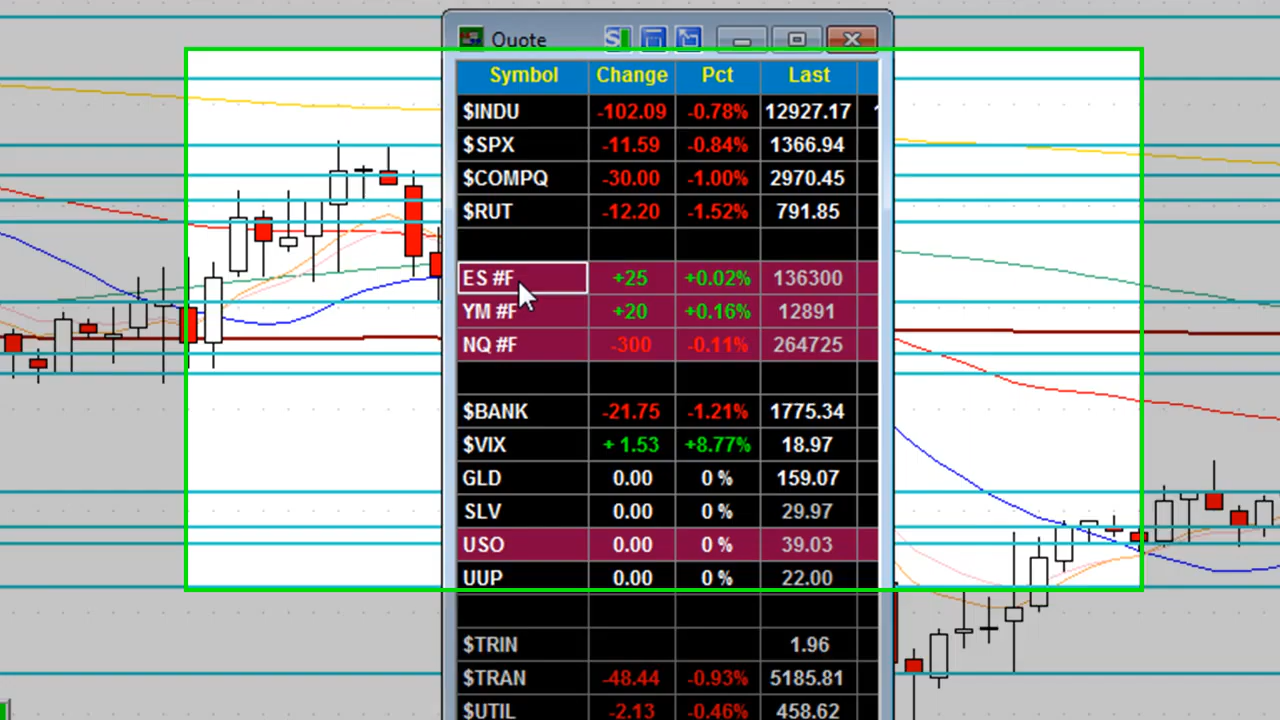 Quote
Symbol Change Pct Last
$INDU -102.09 -0.78% 12927.17
$SPX -11.59 -0.84% 1366.94
$COMPQ -30.00 -1.00% 2970.45
$RUT -12.20 -1.52% 791.85
ES #F +25 +0.02% 136300
YM #F +20 +0.16% 12891
NQ #F -300 -0.11% 264725
$BANK -21.75 -1.21% 1775.34
$VIX + 1.53 +8.77% 18.97
GLD 0.00 0 % 159.07
SLV 0.00 0 % 29.97
USO 0.00 0 % 39.03
UUP 0.00 0 % 22.00
$TRIN 1.96
$TRAN -48.44 -0.93% 5185.81
$UTIL -2.13 -0.46% 458.62